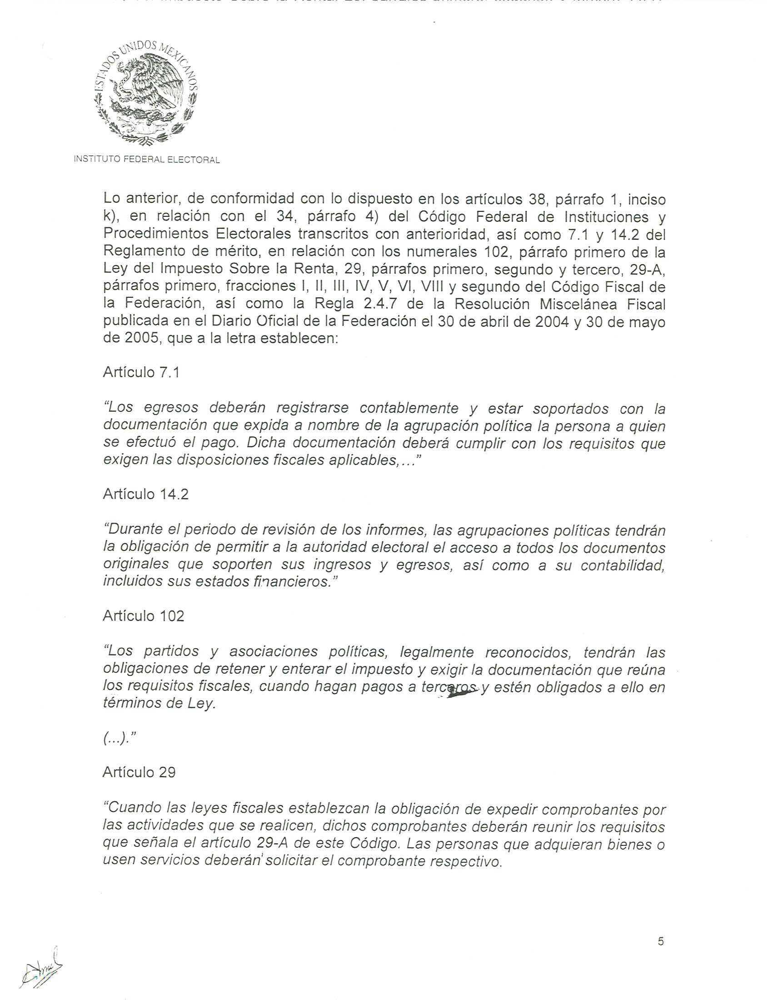 ESTADOS UNIDOS MEXICANOS
INSTITUTO FEDERAL ELECTORAL
Lo anterior, de conformidad con lo dispuesto en los artículos 38, párrafo 1, inciso
k), en relación con el 34, párrafo 4) del Código Federal de Instituciones y
Procedimientos Electorales transcritos con anterioridad, así como 7.1 y 14.2 del
Reglamento de mérito, en relación con los numerales 102, párrafo primero de la
Ley del Impuesto Sobre la Renta, 29, párrafos primero, segundo y tercero, 29-A,
párrafos primero, fracciones I, II, III, IV, V, VI, VIII y segundo del Código Fiscal de
la Federación, así como la Regla 2.4.7 de la Resolución Miscelánea Fiscal
publicada en el Diario Oficial de la Federación el 30 de abril de 2004 y 30 de mayo
de 2005, que a la letra establecen:
Artículo 7.1
“Los egresos deberán registrarse contablemente y estar soportados con la
documentación que expida a nombre de la agrupación política la persona a quien
se efectuó el pago. Dicha documentación deberá cumplir con los requisitos que
exigen las disposiciones fiscales aplicables,...”
Artículo 14.2
“Durante el periodo de revisión de los informes, las agrupaciones políticas tendrán
la obligación de permitir a la autoridad electoral el acceso a todos los documentos
originales que soporten sus ingresos y egresos, así como a su contabilidad,
incluidos sus estados financieros.”
Artículo 102
“Los partidos y asociaciones políticas, legalmente reconocidos, tendrán las
obligaciones de retener y enterar el impuesto y exigir la documentación que reúna
los requisitos fiscales, cuando hagan pagos a terceros y estén obligados a ello en
términos de Ley.
(...).”
Artículo 29
“Cuando las leyes fiscales establezcan la obligación de expedir comprobantes por
las actividades que se realicen, dichos comprobantes deberán reunir los requisitos
que señala el artículo 29-A de este Código. Las personas que adquieran bienes o
usen servicios deberán solicitar el comprobante respectivo.
5